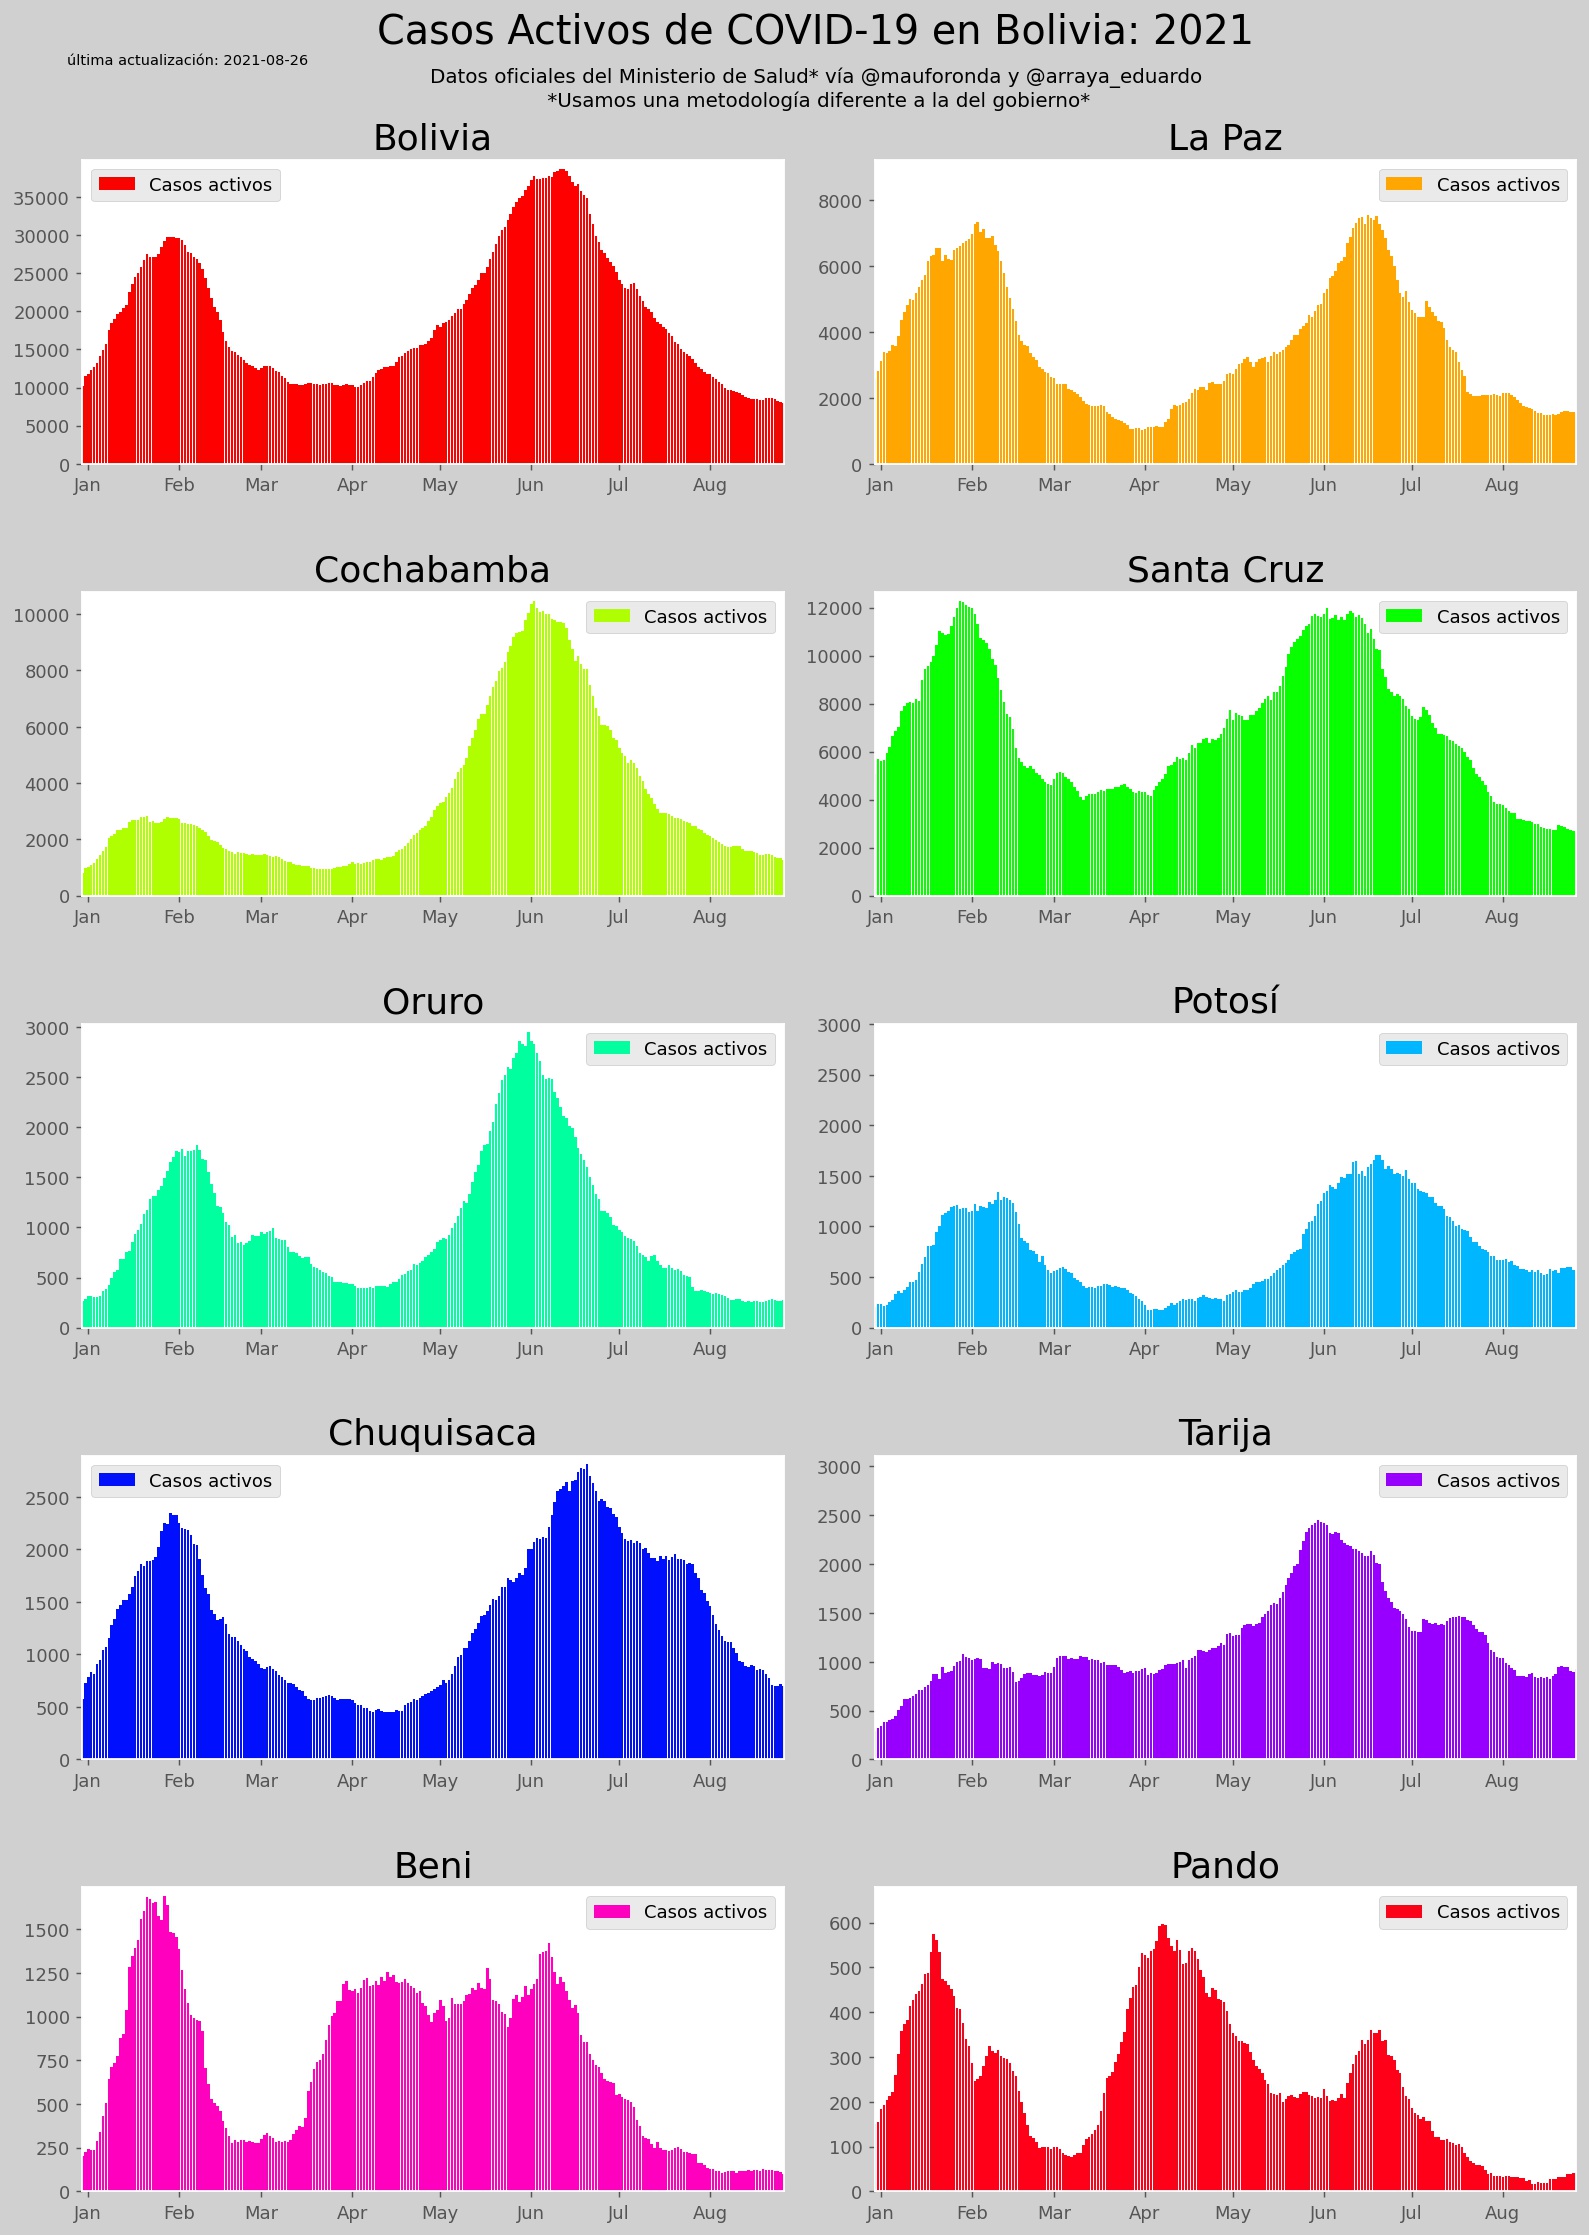 Casos Activos de COVID-19 en Bolivia: 2021
última actualización: 2021-08-26
Datos oficiales del Ministerio de Salud* vía @mauforonda y @arraya_eduardo
*Usamos una metodología diferente a la del gobierno*
Bolivia
Casos activos
35000
30000
25000
20000
15000
10000
5000
0
Jan Feb Mar Apr May Jun Jul Aug
La Paz
Casos activos
8000
6000
4000
2000
0
Jan Feb Mar Apr May Jun Jul Aug
Cochabamba
Casos activos
10000
8000
6000
4000
2000
0
Jan Feb Mar Apr May Jun Jul Aug
Santa Cruz
Casos activos
12000
10000
8000
6000
4000
2000
0
Jan Feb Mar Apr May Jun Jul Aug
Oruro
Casos activos
3000
2500
2000
1500
1000
500
0
Jan Feb Mar Apr May Jun Jul Aug
Potosí
Casos activos
3000
2500
2000
1500
1000
500
0
Jan Feb Mar Apr May Jun Jul Aug
Chuquisaca
Casos activos
2500
2000
1500
1000
500
0
Jan Feb Mar Apr May Jun Jul Aug
Tarija
Casos activos
3000
2500
2000
1500
1000
500
0
Jan Feb Mar Apr May Jun Jul Aug
Beni
Casos activos
1500
1250
1000
750
500
250
0
Jan Feb Mar Apr May Jun Jul Aug
Pando
Casos activos
600
500
400
300
200
100
0
Jan Feb Mar Apr May Jun Jul Aug